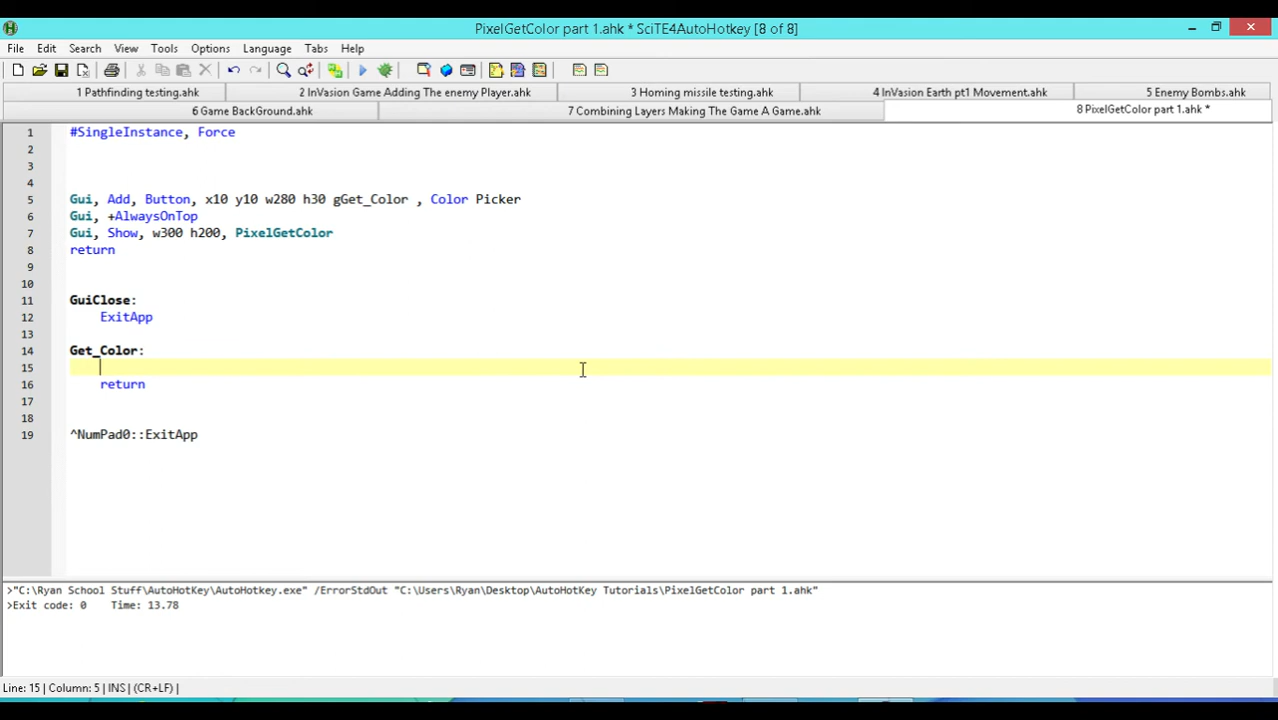 PixelGetColor part 1.ahk * SciTE4AutoHotkey [8 of 8]
File Edit Search View Tools Options Language Tabs Help
1 Pathfinding testing.ahk 2 InVasion Game Adding The enemy Player.ahk 3 Homing missile testing.ahk 4 InVasion Earth pt1 Movement.ahk 5 Enemy Bombs.ahk
6 Game BackGround.ahk 7 Combining Layers Making The Game A Game.ahk 8 PixelGetColor part 1.ahk *
1 #SingleInstance, Force
2
3
4
5 Gui, Add, Button, x10 y10 w280 h30 gGet_Color , Color Picker
6 Gui, +AlwaysOnTop
7 Gui, Show, w300 h200, PixelGetColor
8 return
9
10
11 GuiClose:
12 ExitApp
13
14 Get_Color:
15
16 return
17
18
19 ^NumPad0::ExitApp
>"C:\Ryan School Stuff\AutoHotKey\AutoHotkey.exe" /ErrorStdOut "C:\Users\Ryan\Desktop\AutoHotKey Tutorials\PixelGetColor part 1.ahk"
>Exit code: 0 Time: 13.78
Line: 15 | Column: 5 | INS | (CR+LF) |